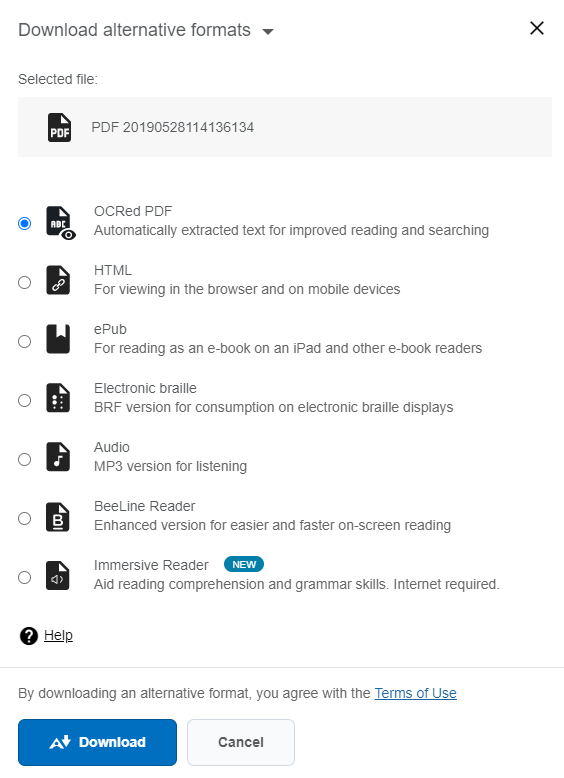 Download alternative formats
Selected file:
PDF
PDF 20190528114136134
ABC
OCRed PDF
Automatically extracted text for improved reading and searching
HTML
For viewing in the browser and on mobile devices
ePub
For reading as an e-book on an iPad and other e-book readers
Electronic braille
BRF version for consumption on electronic braille displays
Audio
MP3 version for listening
B
BeeLine Reader
Enhanced version for easier and faster on-screen reading
Immersive Reader NEW
Aid reading comprehension and grammar skills. Internet required.
? Help
By downloading an alternative format, you agree with the Terms of Use
A Download Cancel